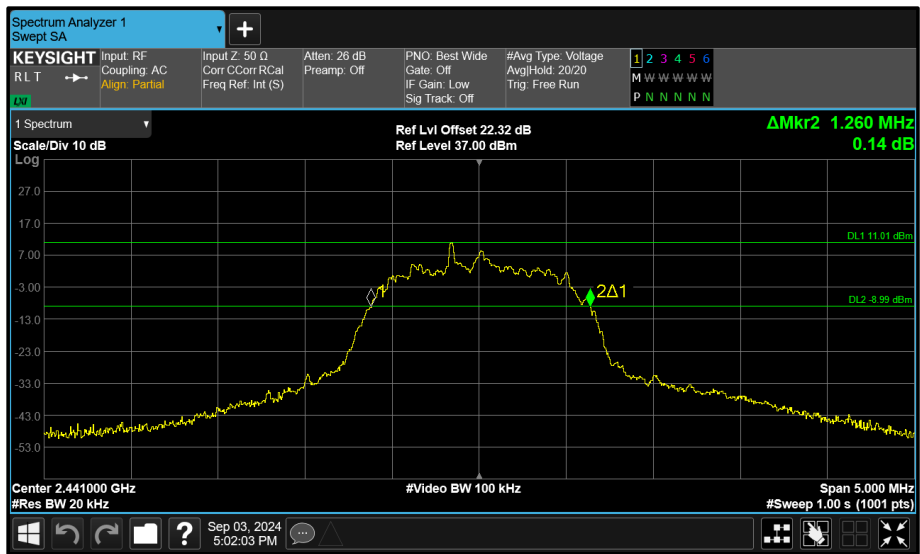 Spectrum Analyzer 1
Swept SA
KEYSIGHT
RLT
LXI
Input: RF
Coupling: AC
Align: Partial
Input Z: 50 Ω
Corr CCorr RCal
Freq Ref: Int (S)
Atten: 26 dB
Preamp: Off
PNO: Best Wide
Gate: Off
IF Gain: Low
Sig Track: Off
#Avg Type: Voltage
Avg|Hold: 20/20
Trig: Free Run
1 2 3 4 5 6
M W W W W W
P N N N N N
1 Spectrum
Scale/Div 10 dB
Ref Lvl Offset 22.32 dB
Ref Level 37.00 dBm
ΔMkr2 1.260 MHz
0.14 dB
Log
27.0
17.0
7.00
-3.00
-13.0
-23.0
-33.0
-43.0
-53.0
DL1 11.01 dBm
1
2Δ1
DL2 -8.99 dBm
Center 2.441000 GHz
#Res BW 20 kHz
#Video BW 100 kHz
Span 5.000 MHz
#Sweep 1.00 s (1001 pts)
?
Sep 03, 2024
5:02:03 PM